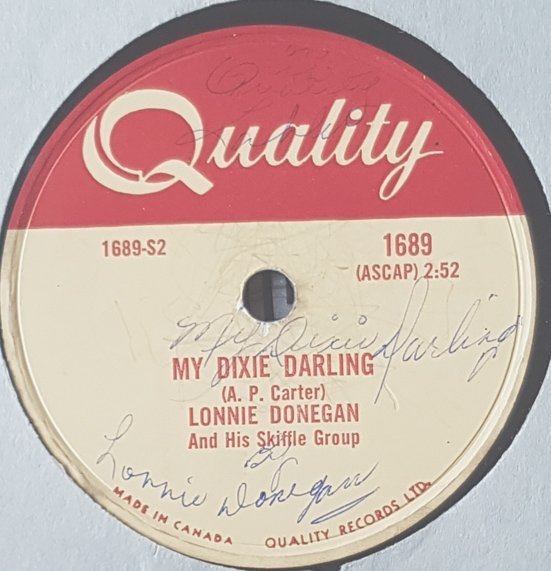 Quality
1689-S2
1689
(ASCAP) 2:52
My Dixie Darling
MY DIXIE DARLING
(A. P. Carter)
LONNIE DONEGAN
And His Skiffle Group
By
Lonnie Donegan
MADE IN CANADA QUALITY RECORDS LTD.